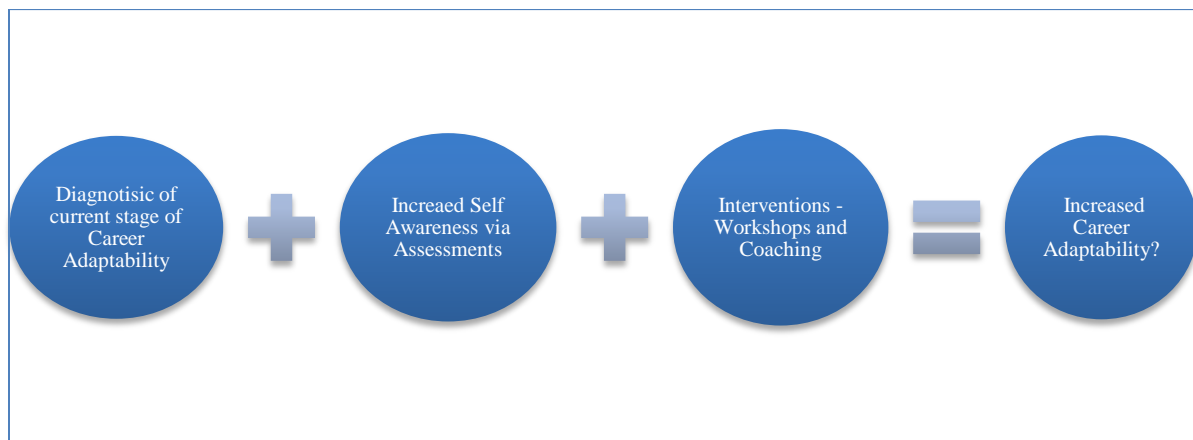 Diagnotisic of
current stage of
Career
Adaptability
Increaed Self
Awareness via
Assessments
Interventions -
Workshops and
Coaching
Increased
Career
Adaptability?